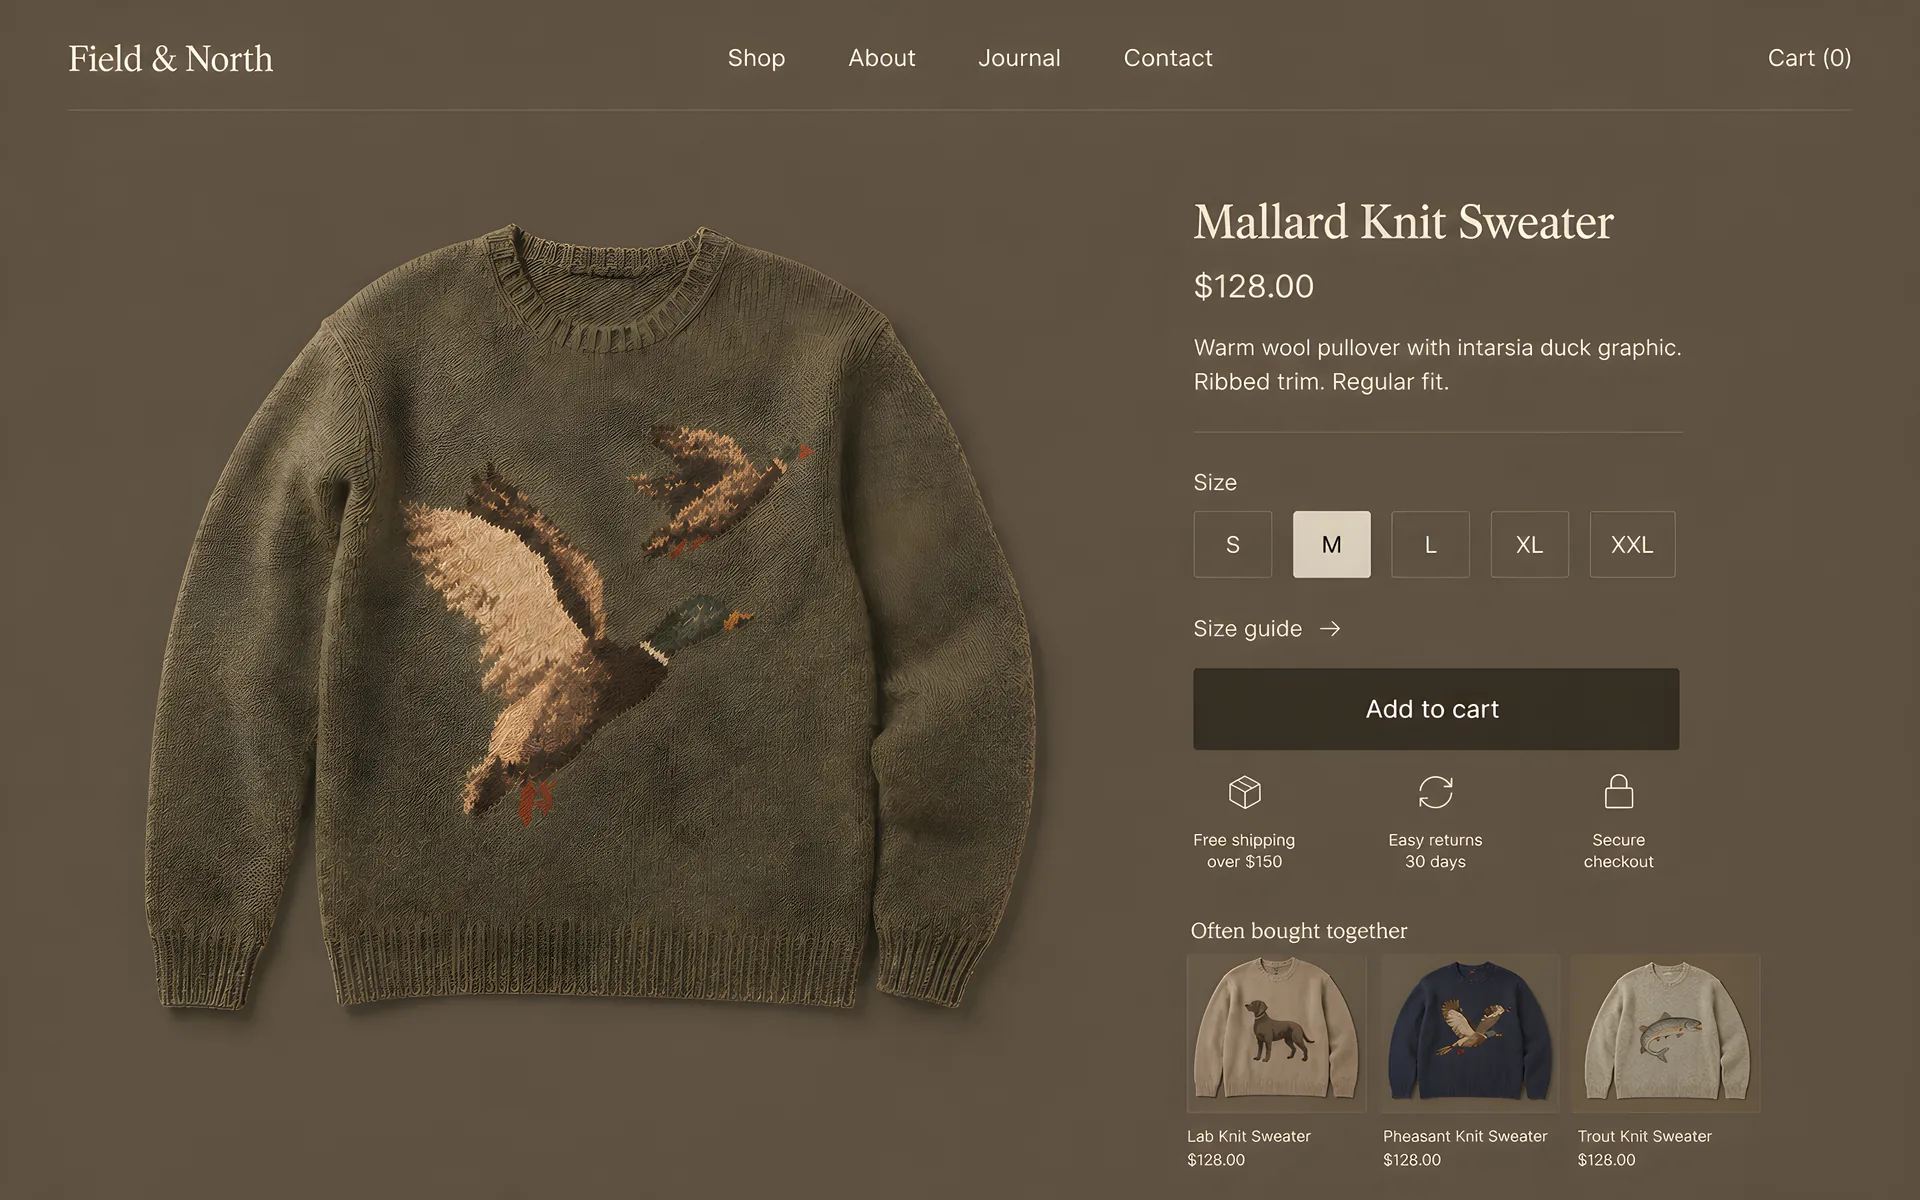 Field & North
Shop
About
Journal
Contact
Cart (0)
Mallard Knit Sweater
$128.00
Warm wool pullover with intarsia duck graphic.
Ribbed trim. Regular fit.
Size
S
M
L
XL
XXL
Size guide →
Add to cart
Free shipping
over $150
Easy returns
30 days
Secure
checkout
Often bought together
Lab Knit Sweater
$128.00
Pheasant Knit Sweater
$128.00
Trout Knit Sweater
$128.00